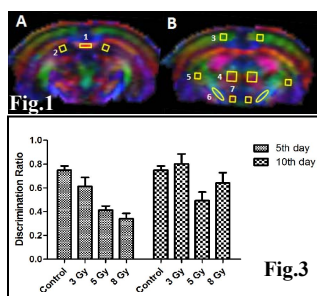 A
B
1
2
3
4
5
6
7
Fig.1
1.0
0.8
0.6
0.4
0.2
0.0
Discrimination Ratio
5th day
10th day
Control
3 Gy
5 Gy
8 Gy
Control
3 Gy
5 Gy
8 Gy
Fig.3